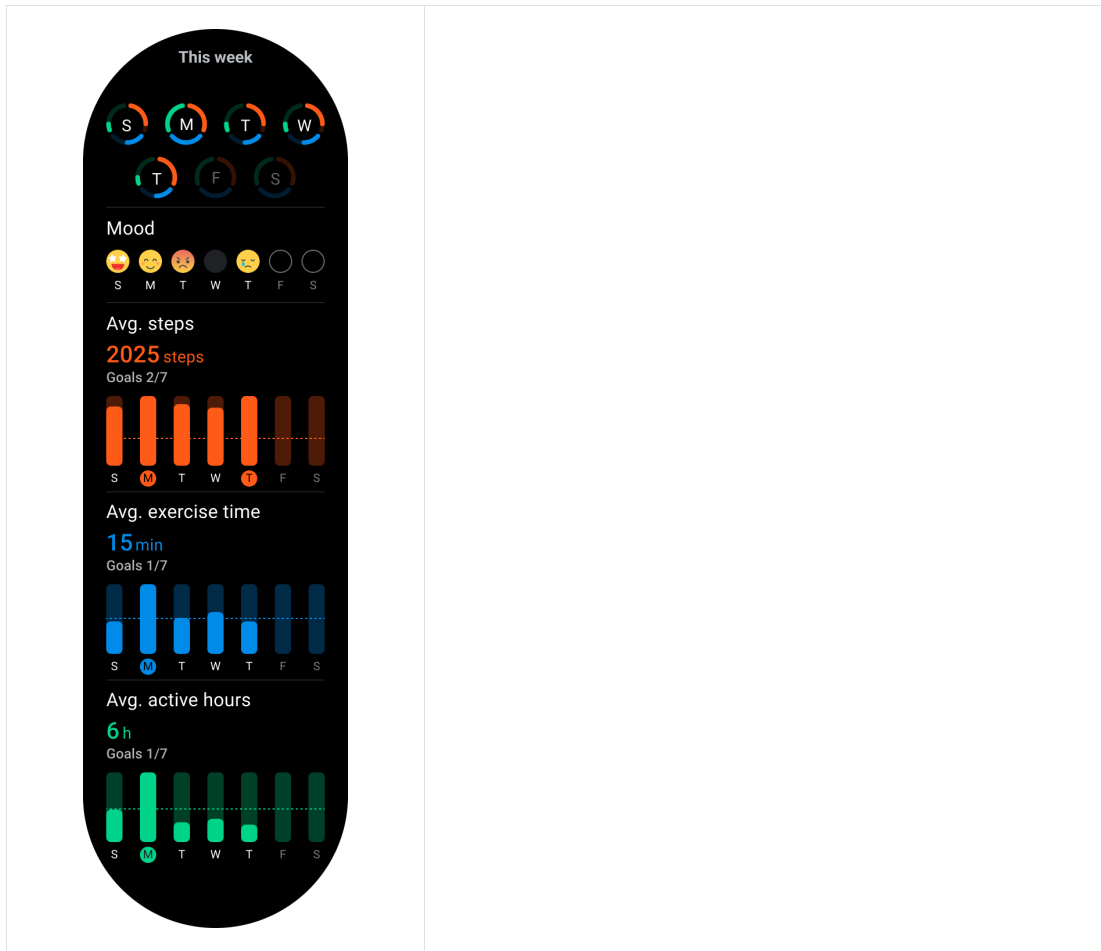 This week
S M T W
T F S
Mood
S M T W T F S
Avg. steps
2025 steps
Goals 2/7
S M T W T F S
Avg. exercise time
15 min
Goals 1/7
S M T W T F S
Avg. active hours
6 h
Goals 1/7
S M T W T F S